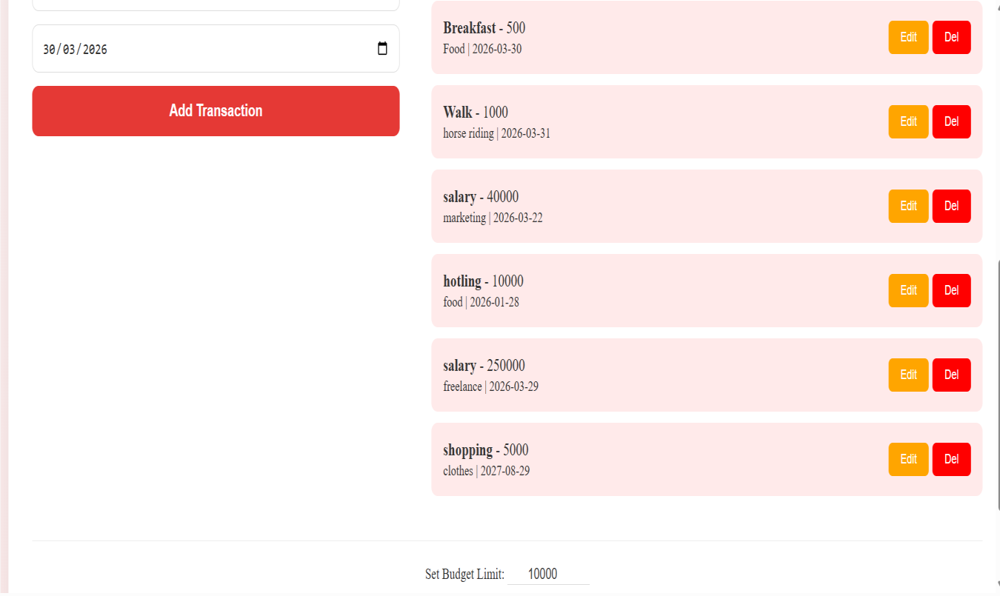 30/03/2026
Add Transaction
Breakfast - 500
Food | 2026-03-30
Edit Del
Walk - 1000
horse riding | 2026-03-31
Edit Del
salary - 40000
marketing | 2026-03-22
Edit Del
hotling - 10000
food | 2026-01-28
Edit Del
salary - 250000
freelance | 2026-03-29
Edit Del
shopping - 5000
clothes | 2027-08-29
Edit Del
Set Budget Limit: 10000